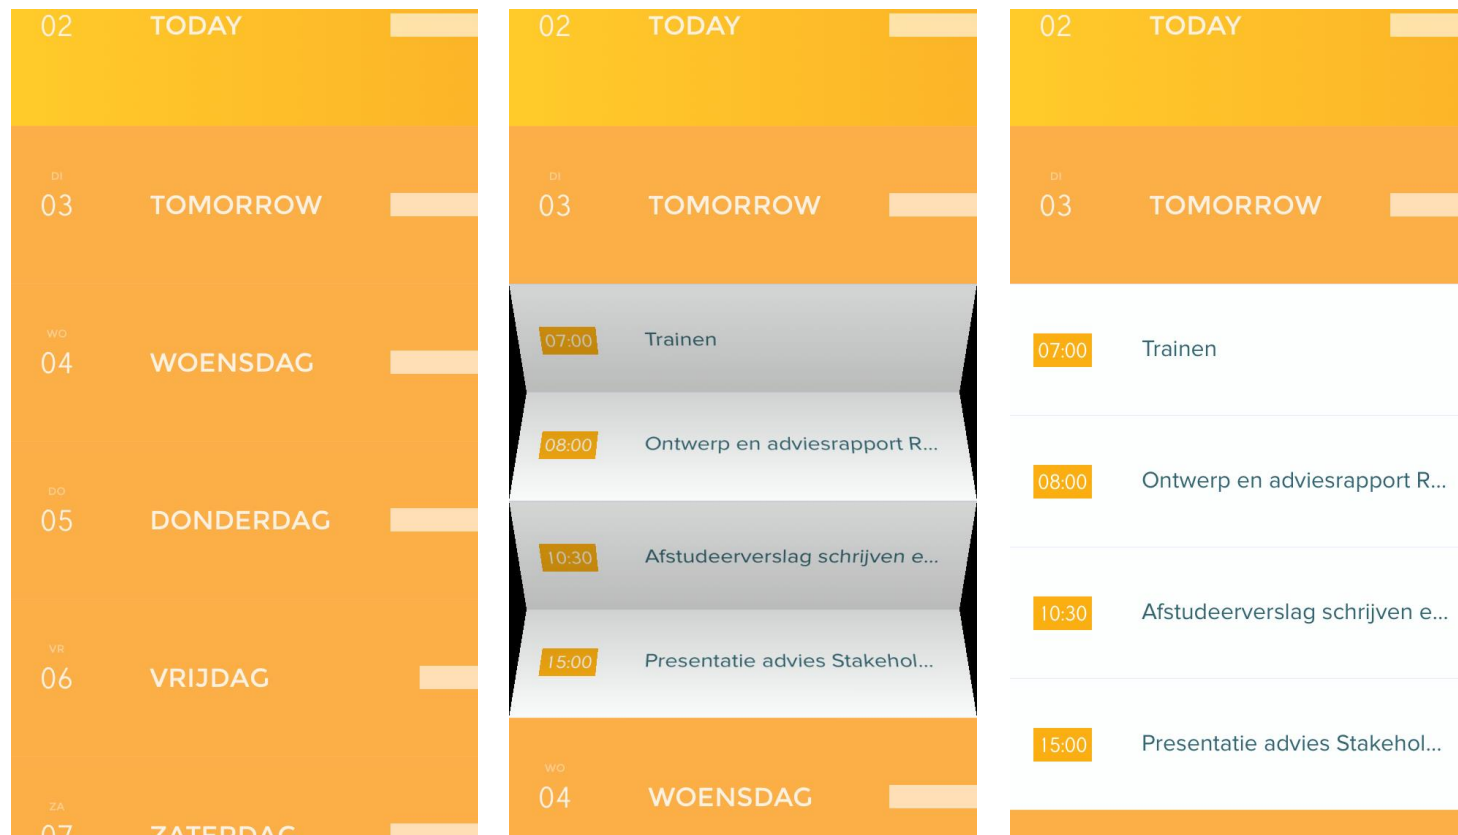 02 TODAY
DI
03 TOMORROW
WO
04 WOENSDAG
DO
05 DONDERDAG
VR
06 VRIJDAG
ZA
07 ZATERDAG
02 TODAY
DI
03 TOMORROW
07:00 Trainen
08:00 Ontwerp en adviesrapport R...
10:30 Afstudeerverslag schrijven e...
15:00 Presentatie advies Stakehol...
WO
04 WOENSDAG
02 TODAY
DI
03 TOMORROW
07:00 Trainen
08:00 Ontwerp en adviesrapport R...
10:30 Afstudeerverslag schrijven e...
15:00 Presentatie advies Stakehol...